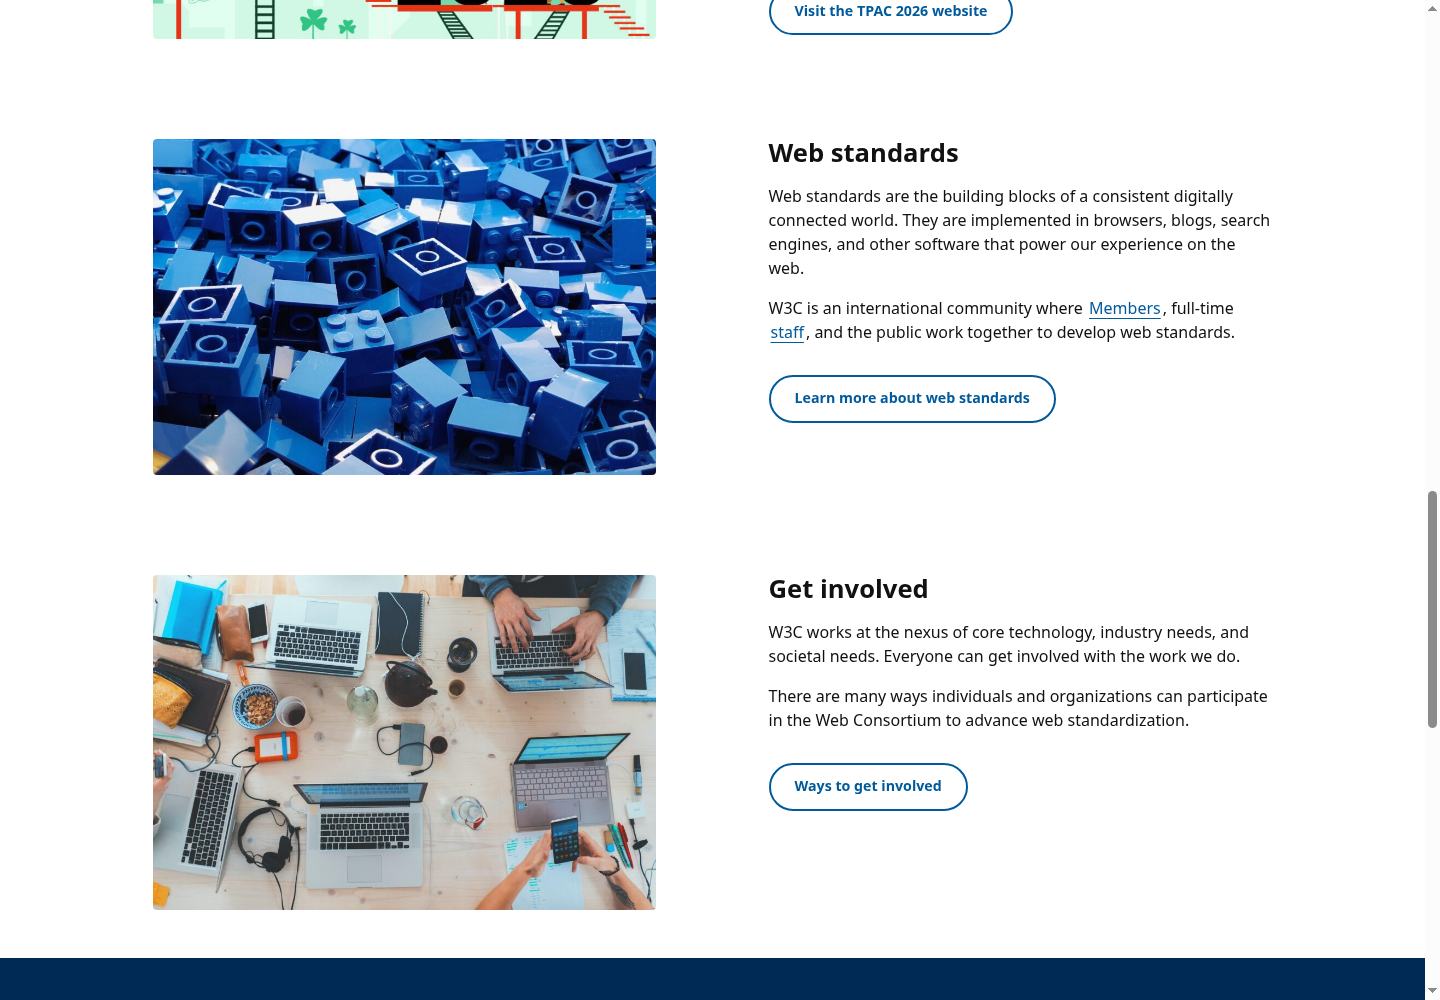 Visit the TPAC 2026 website
Web standards
Web standards are the building blocks of a consistent digitally
connected world. They are implemented in browsers, blogs, search
engines, and other software that power our experience on the
web.
W3C is an international community where Members, full-time
staff, and the public work together to develop web standards.
Learn more about web standards
Get involved
W3C works at the nexus of core technology, industry needs, and
societal needs. Everyone can get involved with the work we do.
There are many ways individuals and organizations can participate
in the Web Consortium to advance web standardization.
Ways to get involved